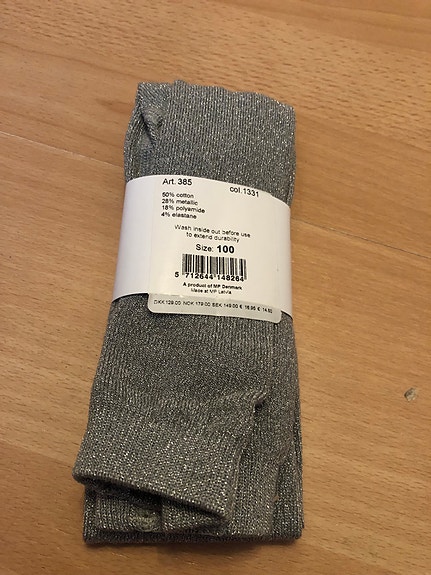 Art. 385 col.1331
50% cotton
28% metallic
18% polyamide
4% elastane
Wash inside out before use
to extend durability
Size: 100
5 712644 148264
A product of MP Denmark
Made at MP Latvia
DKK 129.00 NOK 179.00 SEK 149.00 € 16.95 € 14.95